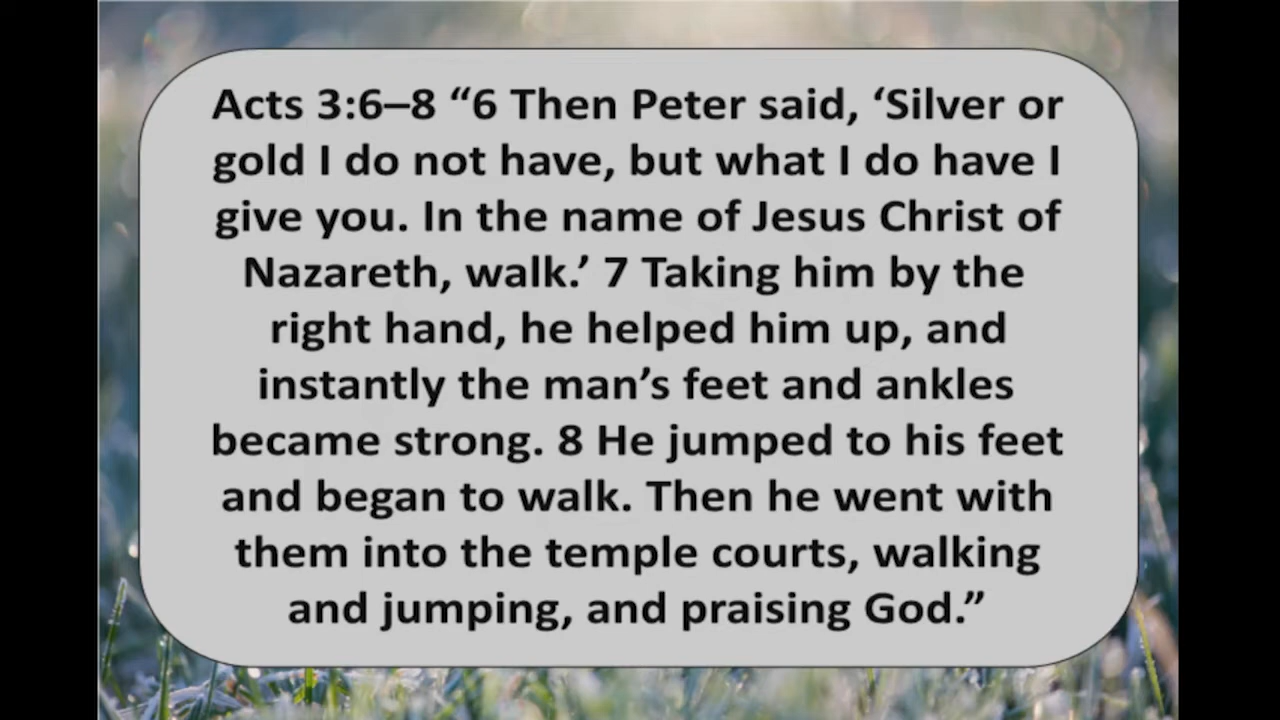 Acts 3:6–8 “6 Then Peter said, ‘Silver or
gold I do not have, but what I do have I
give you. In the name of Jesus Christ of
Nazareth, walk.’ 7 Taking him by the
right hand, he helped him up, and
instantly the man’s feet and ankles
became strong. 8 He jumped to his feet
and began to walk. Then he went with
them into the temple courts, walking
and jumping, and praising God.”